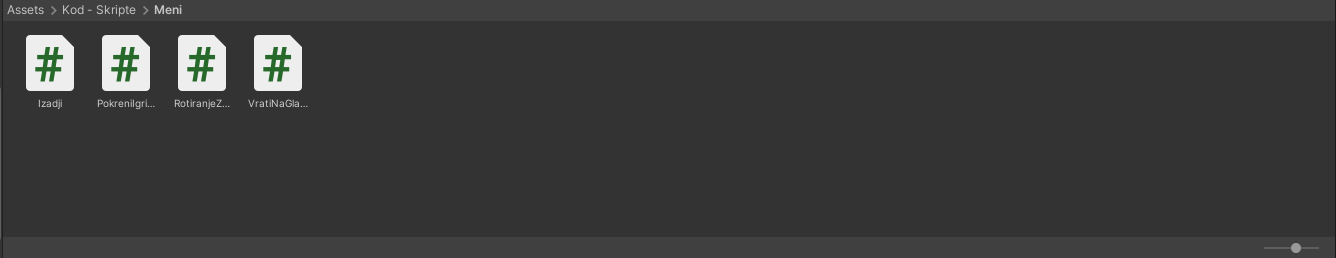 Assets > Kod - Skripte > Meni
Izadji
PokreniIgri...
RotiranjeZ...
VratiNaGla...